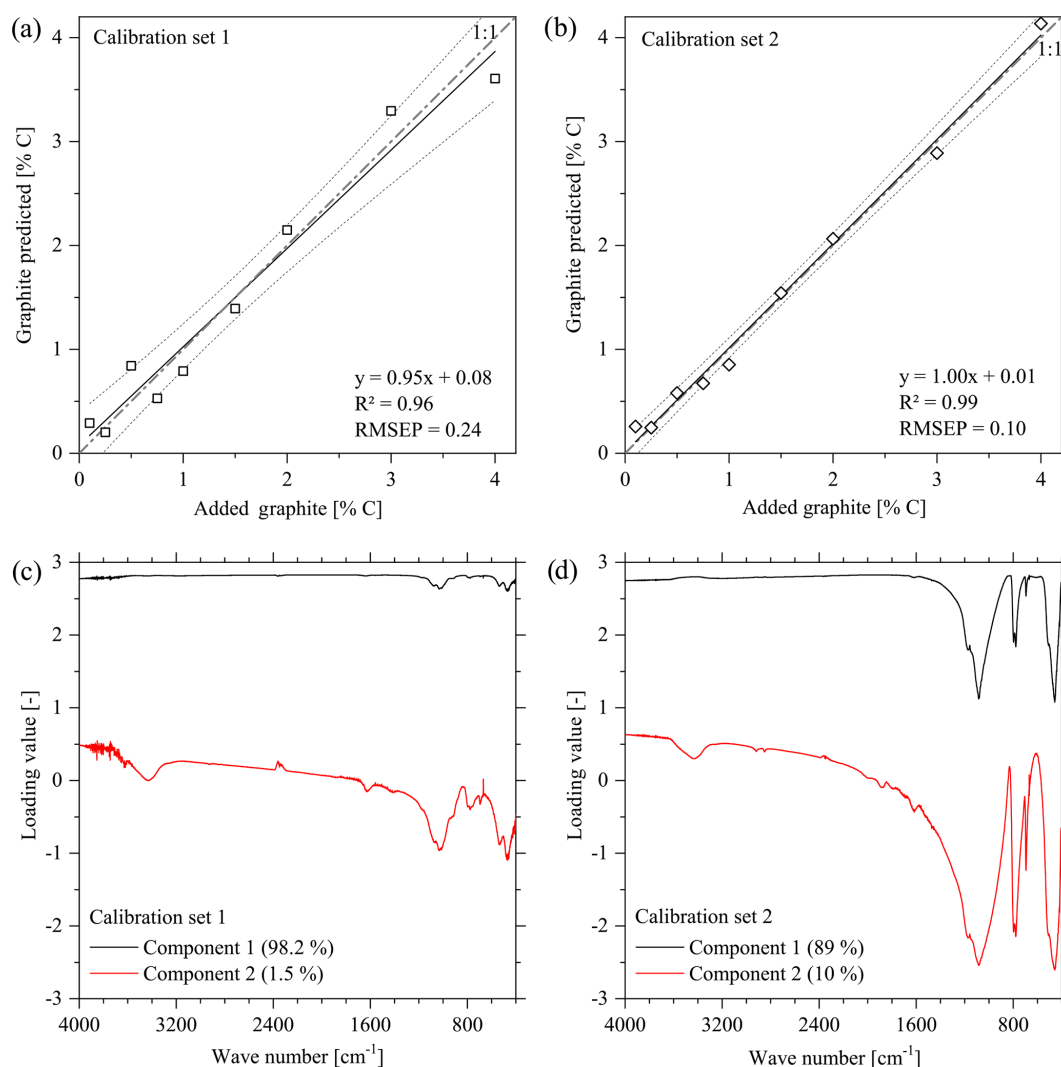 (a)
Calibration set 1
1:1
4
3
2
1
0
Graphite predicted [% C]
y = 0.95x + 0.08
R² = 0.96
RMSEP = 0.24
0 1 2 3 4
Added graphite [% C]
(b)
Calibration set 2
1:1
4
3
2
1
0
Graphite predicted [% C]
y = 1.00x + 0.01
R² = 0.99
RMSEP = 0.10
0 1 2 3 4
Added graphite [% C]
(c)
3
2
1
0
-1
-2
-3
Loading value [-]
Calibration set 1
Component 1 (98.2 %)
Component 2 (1.5 %)
4000 3200 2400 1600 800
Wave number [cm⁻¹]
(d)
3
2
1
0
-1
-2
-3
Loading value [-]
Calibration set 2
Component 1 (89 %)
Component 2 (10 %)
4000 3200 2400 1600 800
Wave number [cm⁻¹]